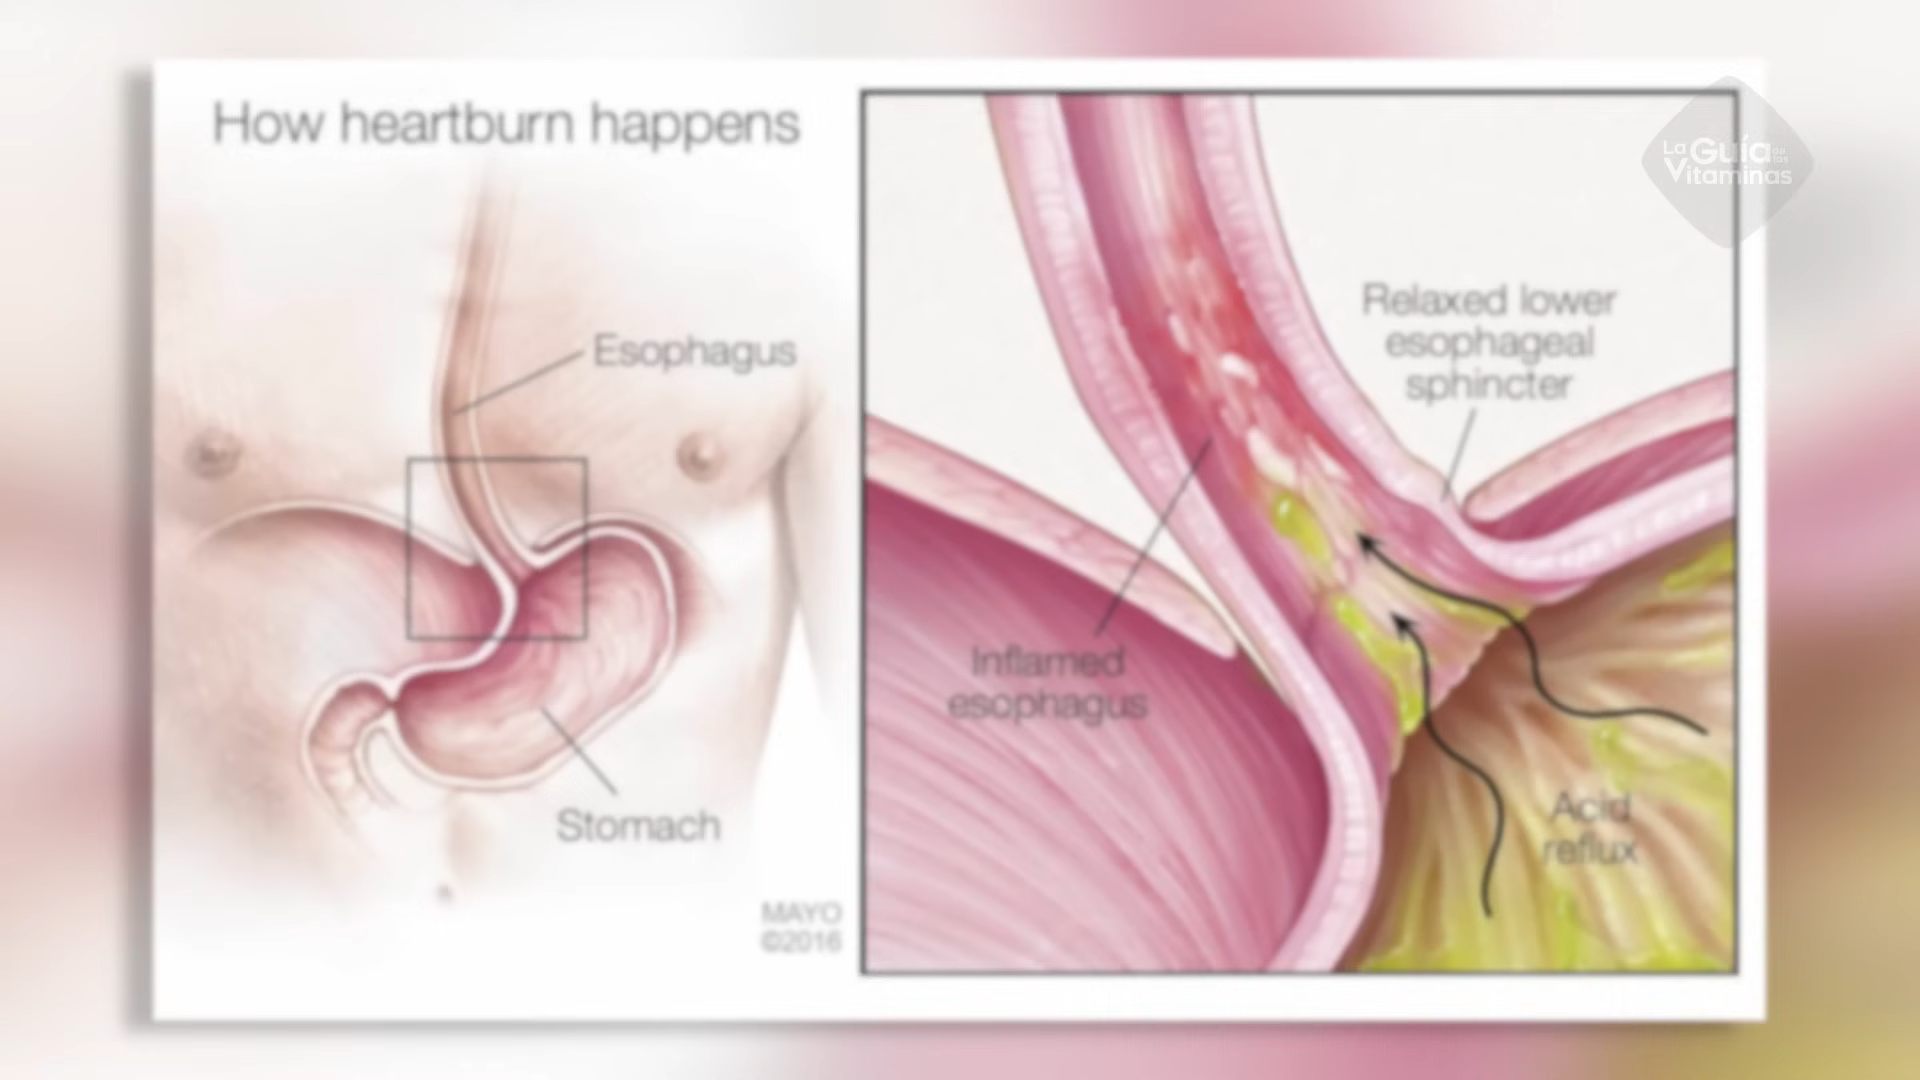 How heartburn happens
Esophagus
Stomach
MAYO
©2016
Relaxed lower
esophageal
sphincter
Inflamed
esophagus
Acid
reflux
La Guía de las
Vitaminas